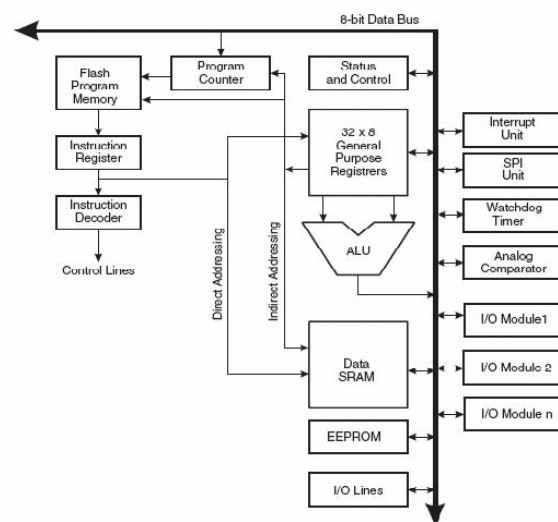 8-bit Data Bus
Flash
Program
Memory
Program
Counter
Status
and Control
Instruction
Register
32 x 8
General
Purpose
Registrers
Interrupt
Unit
SPI
Unit
Instruction
Decoder
Watchdog
Timer
Control Lines
Direct Addressing
Indirect Addressing
ALU
Analog
Comparator
I/O Module1
Data
SRAM
I/O Module 2
I/O Module n
EEPROM
I/O Lines